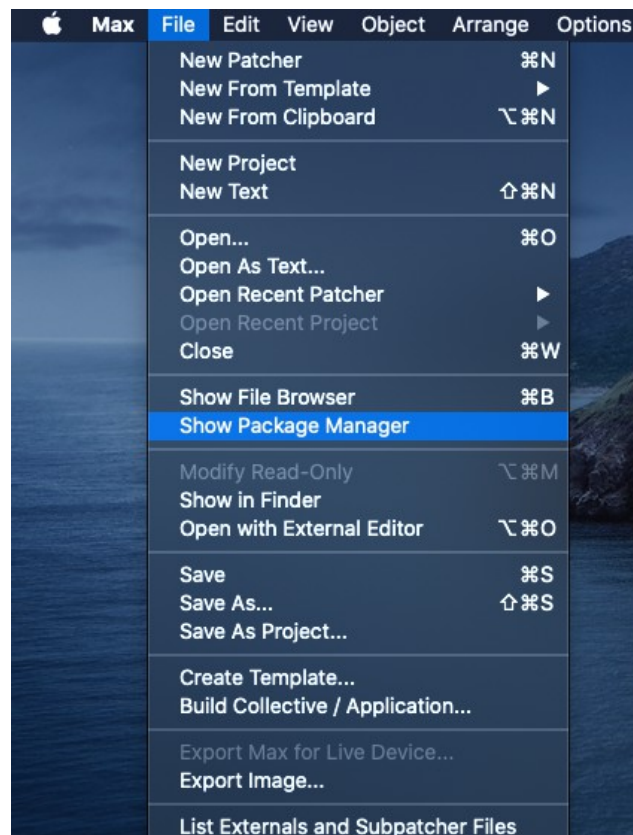 Max File Edit View Object Arrange Options
New Patcher ⌘N
New From Template ▶
New From Clipboard ⌥⌘N
New Project
New Text ⇧⌘N
Open... ⌘O
Open As Text...
Open Recent Patcher ▶
Open Recent Project ▶
Close ⌘W
Show File Browser ⌘B
Show Package Manager
Modify Read-Only ⌥⌘M
Show in Finder
Open with External Editor ⌥⌘O
Save ⌘S
Save As... ⇧⌘S
Save As Project...
Create Template...
Build Collective / Application...
Export Max for Live Device...
Export Image...
List Externals and Subpatcher Files